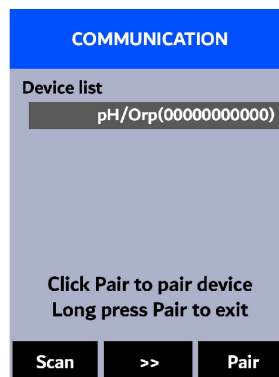 COMMUNICATION
Device list
pH/Orp(00000000000)
Click Pair to pair device
Long press Pair to exit
Scan >> Pair